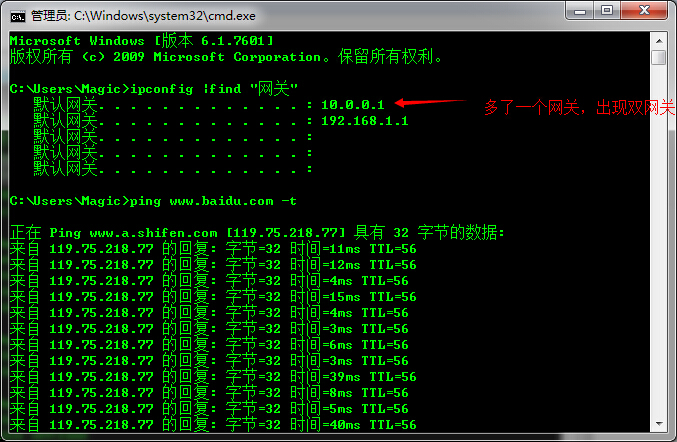 管理员: C:\Windows\system32\cmd.exe
Microsoft Windows [版本 6.1.7601]
版权所有 (c) 2009 Microsoft Corporation。保留所有权利。
C:\Users\Magic>ipconfig |find "网关"
默认网关. . . . . . . . . . . . . : 10.0.0.1
多了一个网关，出现双网关
默认网关. . . . . . . . . . . . . : 192.168.1.1
默认网关. . . . . . . . . . . . . :
默认网关. . . . . . . . . . . . . :
默认网关. . . . . . . . . . . . . :
C:\Users\Magic>ping www.baidu.com -t
正在 Ping www.a.shifen.com [119.75.218.77] 具有 32 字节的数据:
来自 119.75.218.77 的回复: 字节=32 时间=11ms TTL=56
来自 119.75.218.77 的回复: 字节=32 时间=12ms TTL=56
来自 119.75.218.77 的回复: 字节=32 时间=4ms TTL=56
来自 119.75.218.77 的回复: 字节=32 时间=15ms TTL=56
来自 119.75.218.77 的回复: 字节=32 时间=4ms TTL=56
来自 119.75.218.77 的回复: 字节=32 时间=3ms TTL=56
来自 119.75.218.77 的回复: 字节=32 时间=6ms TTL=56
来自 119.75.218.77 的回复: 字节=32 时间=3ms TTL=56
来自 119.75.218.77 的回复: 字节=32 时间=39ms TTL=56
来自 119.75.218.77 的回复: 字节=32 时间=8ms TTL=56
来自 119.75.218.77 的回复: 字节=32 时间=5ms TTL=56
来自 119.75.218.77 的回复: 字节=32 时间=40ms TTL=56